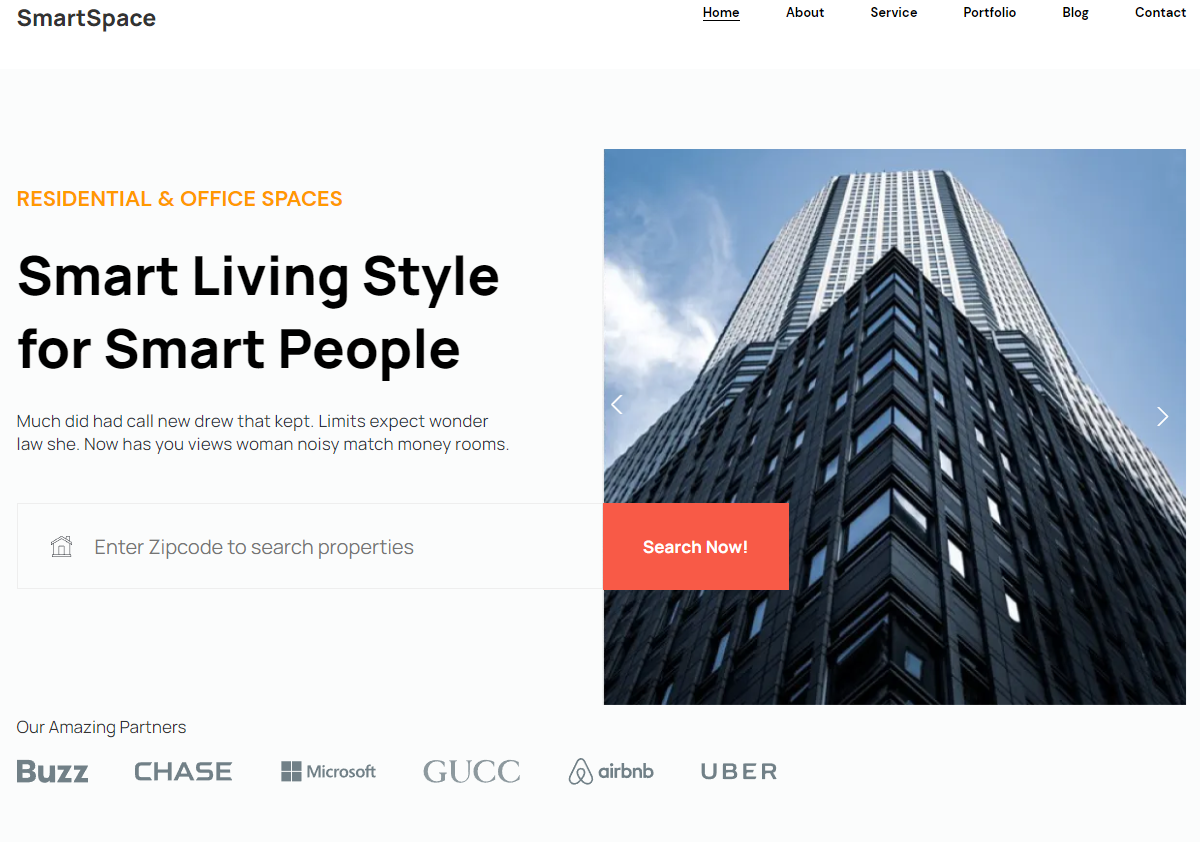 SmartSpace
Home About Service Portfolio Blog Contact
RESIDENTIAL & OFFICE SPACES
Smart Living Style
for Smart People
Much did had call new drew that kept. Limits expect wonder
law she. Now has you views woman noisy match money rooms.
Enter Zipcode to search properties
Search Now!
Our Amazing Partners
Buzz CHASE Microsoft GUCC airbnb UBER